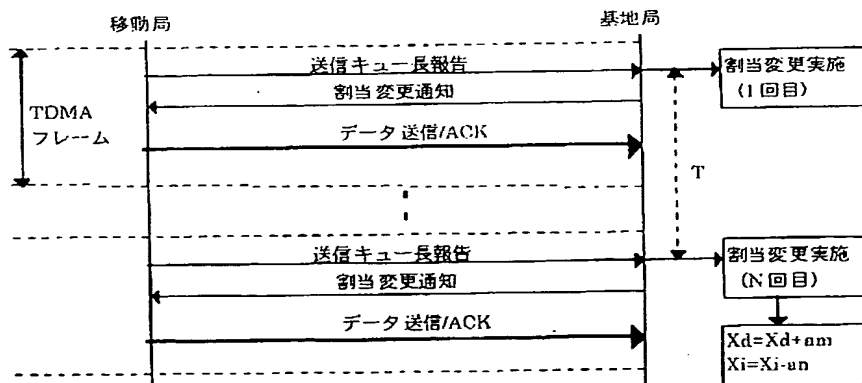 移動局
基地局
送信キュー長報告
割当変更実施
(1回目)
割当変更通知
TDMA
フレーム
データ送信/ACK
T
送信キュー長報告
割当変更実施
(N回目)
割当変更通知
データ送信/ACK
Xd=Xd+am
Xi=Xi-an